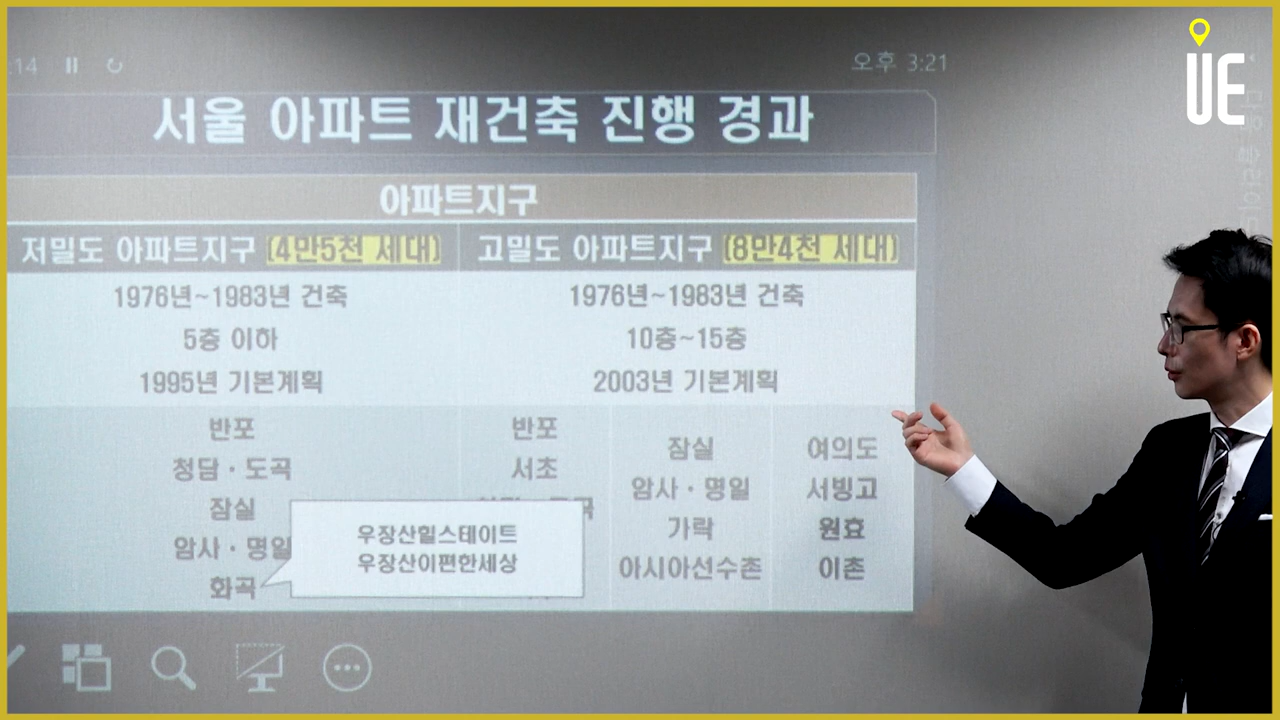 :14
오후 3:21
UE
서울 아파트 재건축 진행 경과
아파트지구
저밀도 아파트지구 (4만5천 세대)
고밀도 아파트지구 (8만4천 세대)
1976년~1983년 건축
1976년~1983년 건축
5층 이하
10층~15층
1995년 기본계획
2003년 기본계획
반포
청담·도곡
잠실
암사·명일
화곡
우장산힐스테이트
우장산이편한세상
반포
서초
잠실
암사·명일
가락
아시아선수촌
여의도
서빙고
원효
이촌